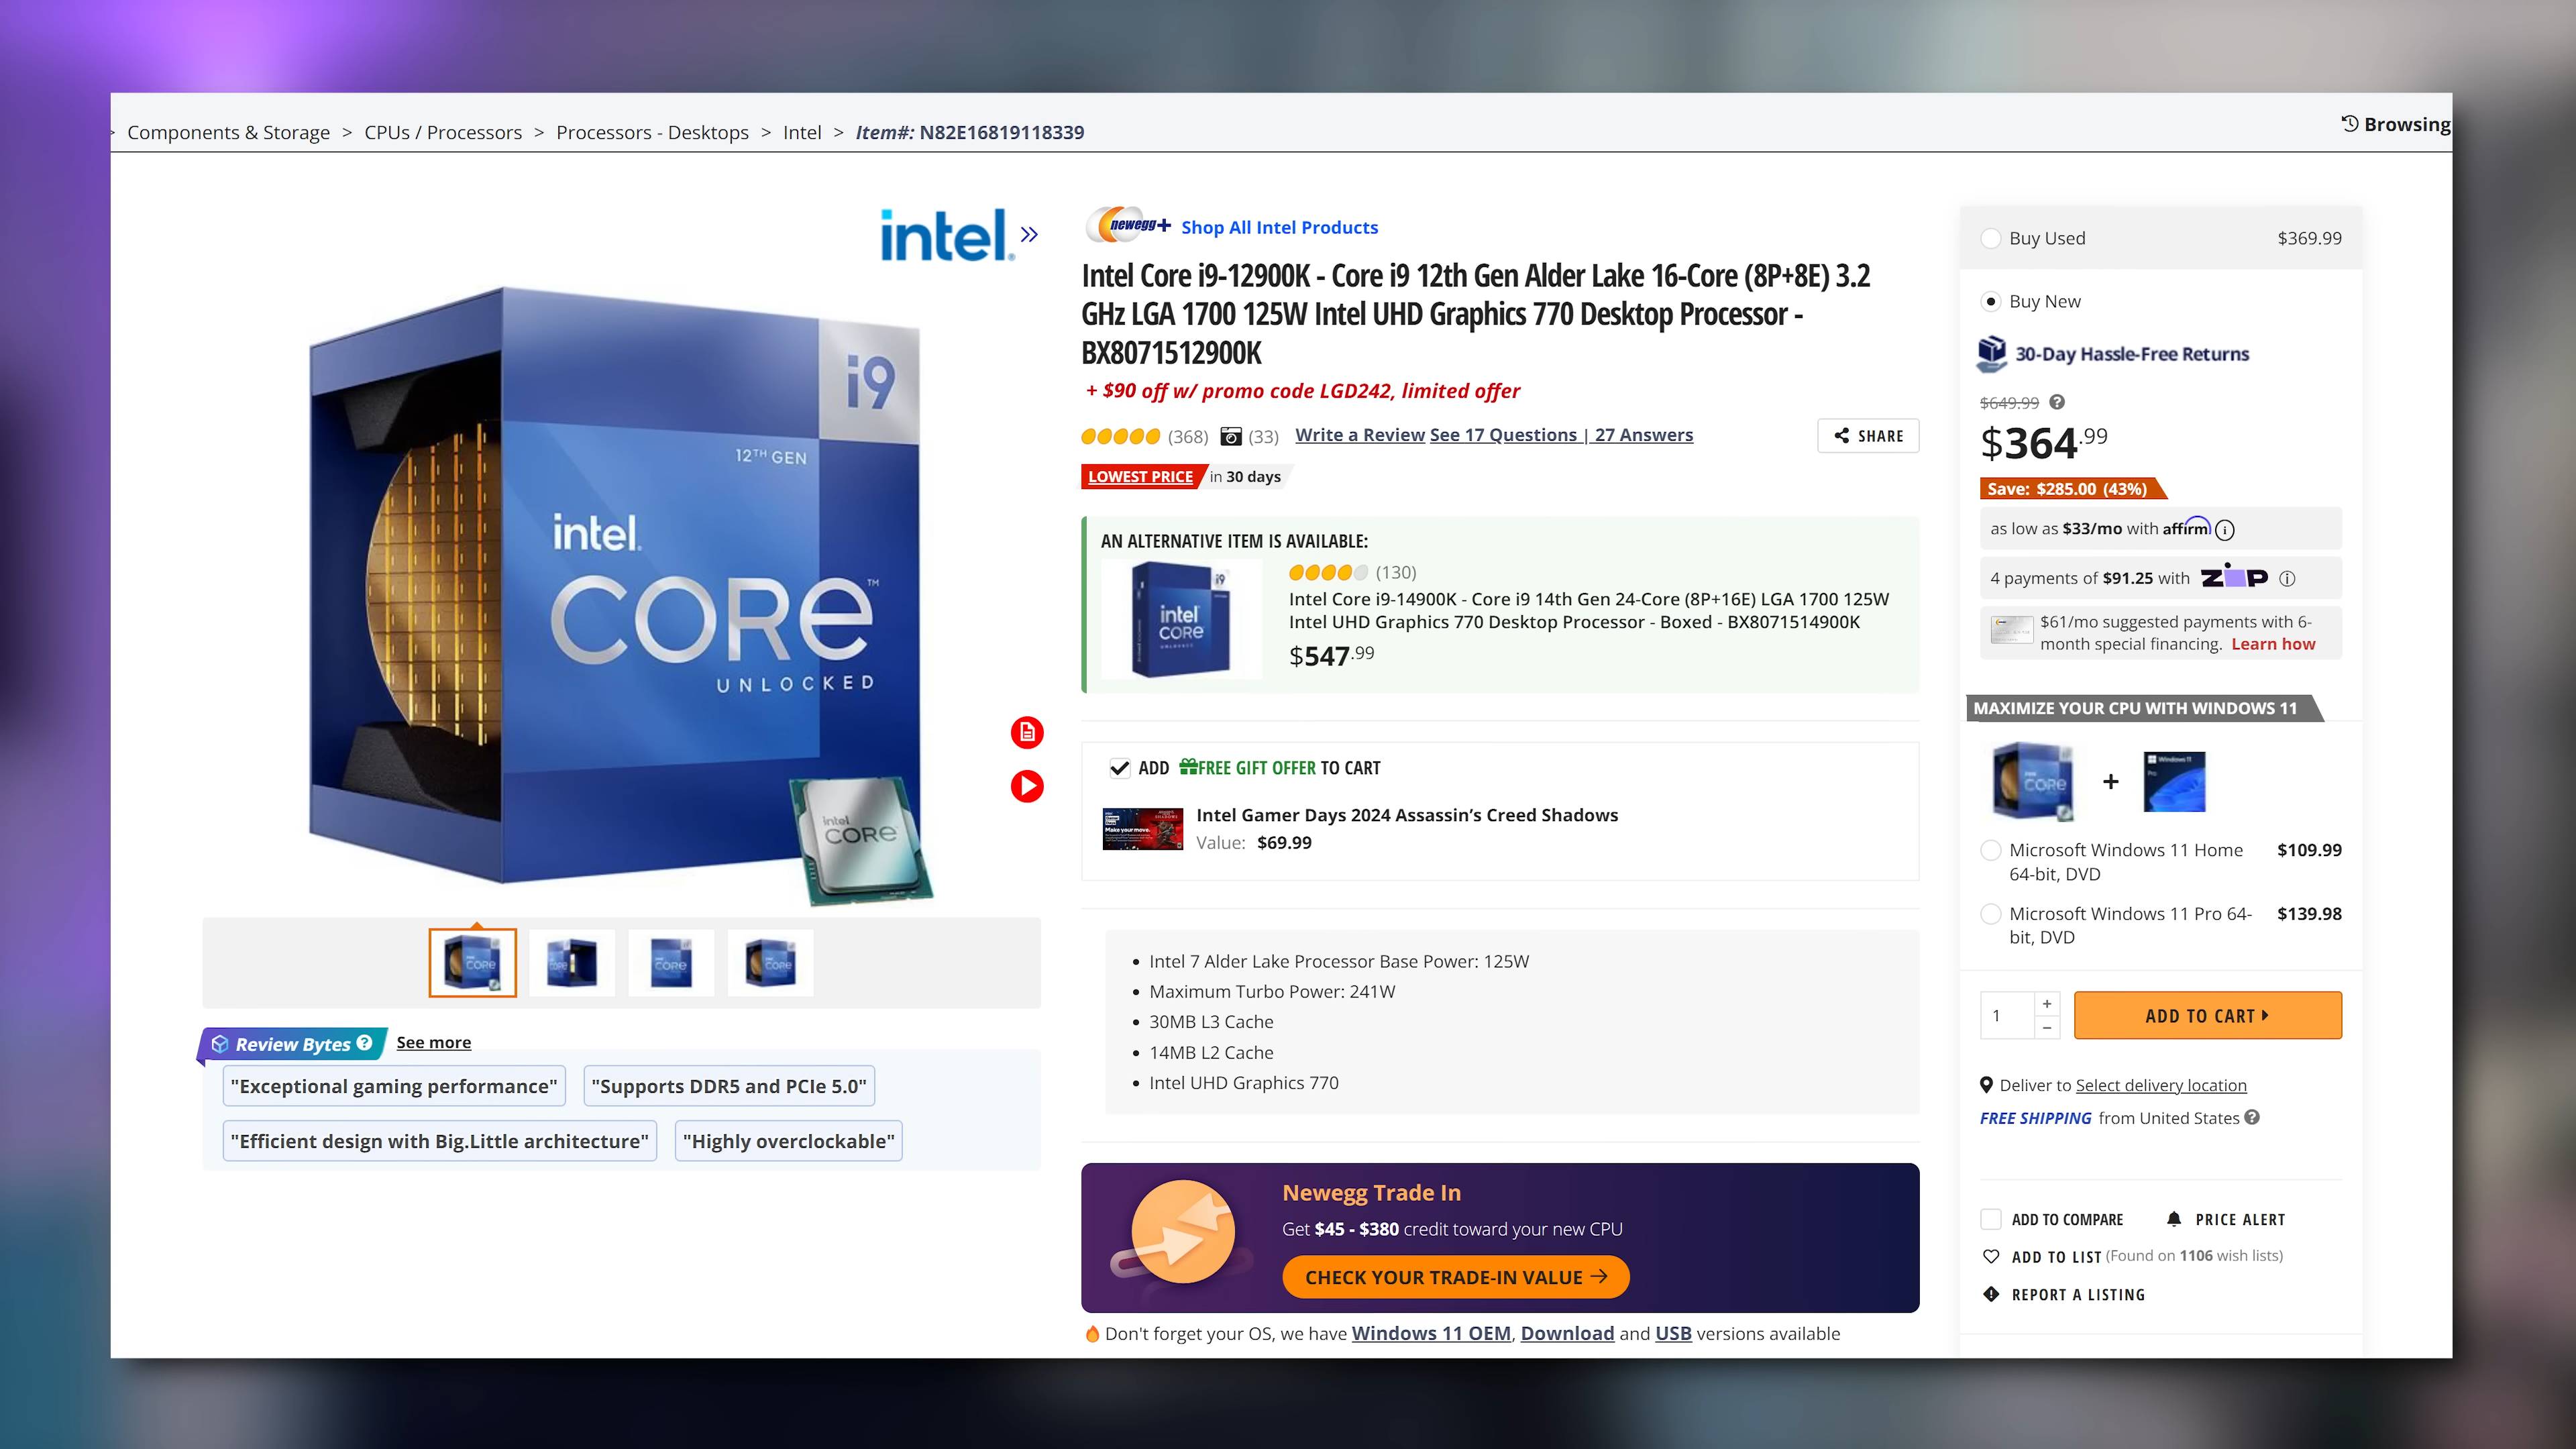 > Components & Storage > CPUs / Processors > Processors - Desktops > Intel > Item#: N82E16819118339
Browsing
intel. »
i9
12TH GEN
intel.
CORE™
UNLOCKED
intel
CORE
Review Bytes ? See more
"Exceptional gaming performance" "Supports DDR5 and PCIe 5.0"
"Efficient design with Big.Little architecture" "Highly overclockable"
newegg+ Shop All Intel Products
Intel Core i9-12900K - Core i9 12th Gen Alder Lake 16-Core (8P+8E) 3.2
GHz LGA 1700 125W Intel UHD Graphics 770 Desktop Processor -
BX8071512900K
+ $90 off w/ promo code LGD242, limited offer
(368) (33) Write a Review See 17 Questions | 27 Answers
SHARE
LOWEST PRICE in 30 days
AN ALTERNATIVE ITEM IS AVAILABLE:
i9
intel
CORE
(130)
Intel Core i9-14900K - Core i9 14th Gen 24-Core (8P+16E) LGA 1700 125W
Intel UHD Graphics 770 Desktop Processor - Boxed - BX8071514900K
$547.99
ADD FREE GIFT OFFER TO CART
Make your move.
Intel Gamer Days 2024 Assassin’s Creed Shadows
Value: $69.99
• Intel 7 Alder Lake Processor Base Power: 125W
• Maximum Turbo Power: 241W
• 30MB L3 Cache
• 14MB L2 Cache
• Intel UHD Graphics 770
Newegg Trade In
Get $45 - $380 credit toward your new CPU
CHECK YOUR TRADE-IN VALUE →
Don't forget your OS, we have Windows 11 OEM, Download and USB versions available
Buy Used $369.99
Buy New
30-Day Hassle-Free Returns
$649.99 ?
$364.99
Save: $285.00 (43%)
as low as $33/mo with affirm i
4 payments of $91.25 with ZIP i
$61/mo suggested payments with 6-
month special financing. Learn how
MAXIMIZE YOUR CPU WITH WINDOWS 11
CORE + Windows 11
Pro
Microsoft Windows 11 Home $109.99
64-bit, DVD
Microsoft Windows 11 Pro 64- $139.98
bit, DVD
1 + − ADD TO CART
Deliver to Select delivery location
FREE SHIPPING from United States ?
ADD TO COMPARE PRICE ALERT
ADD TO LIST (Found on 1106 wish lists)
REPORT A LISTING